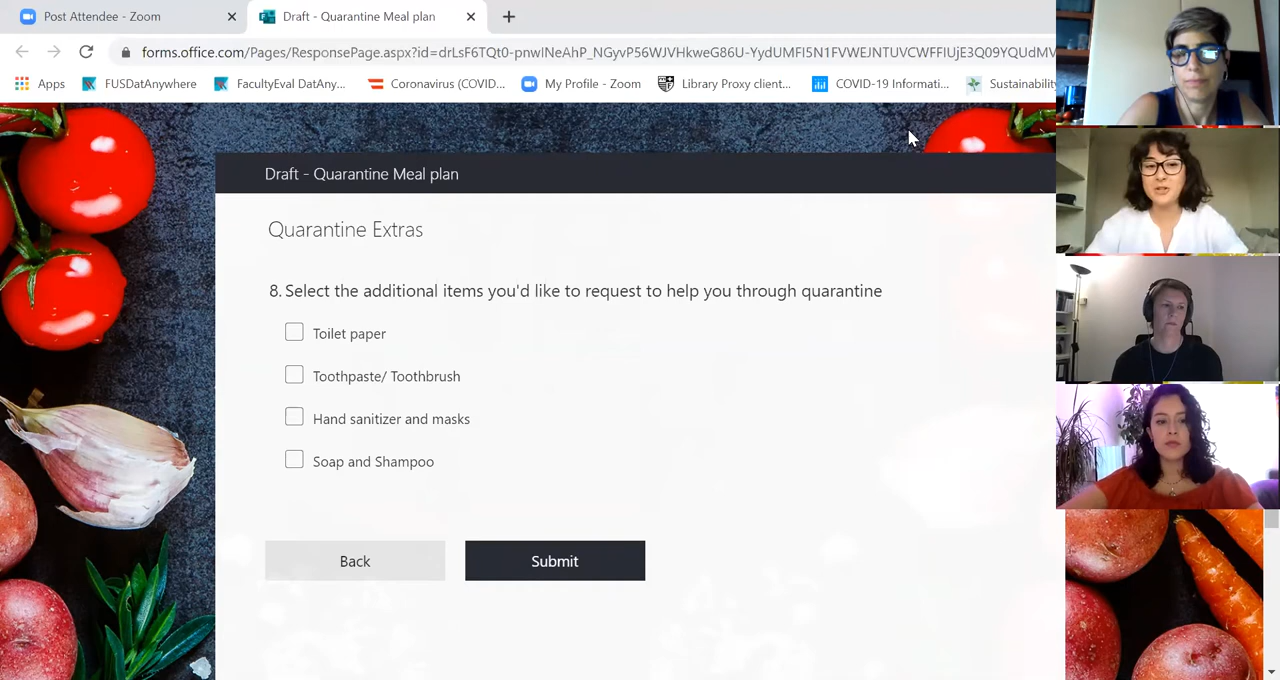 Post Attendee - Zoom
Draft - Quarantine Meal plan
forms.office.com/Pages/ResponsePage.aspx?id=drLsF6TQt0-pnwINeAhP_NGyvP56WJVHkweG86U-YydUMFI5N1FVWEJNTUVCWFFIUjE3Q09YQUdMV
Apps
FUSDatAnywhere
FacultyEval DatAny...
Coronavirus (COVID...
My Profile - Zoom
Library Proxy client...
COVID-19 Informati...
Sustainability
Draft - Quarantine Meal plan
Quarantine Extras
8. Select the additional items you'd like to request to help you through quarantine
Toilet paper
Toothpaste/ Toothbrush
Hand sanitizer and masks
Soap and Shampoo
Back
Submit